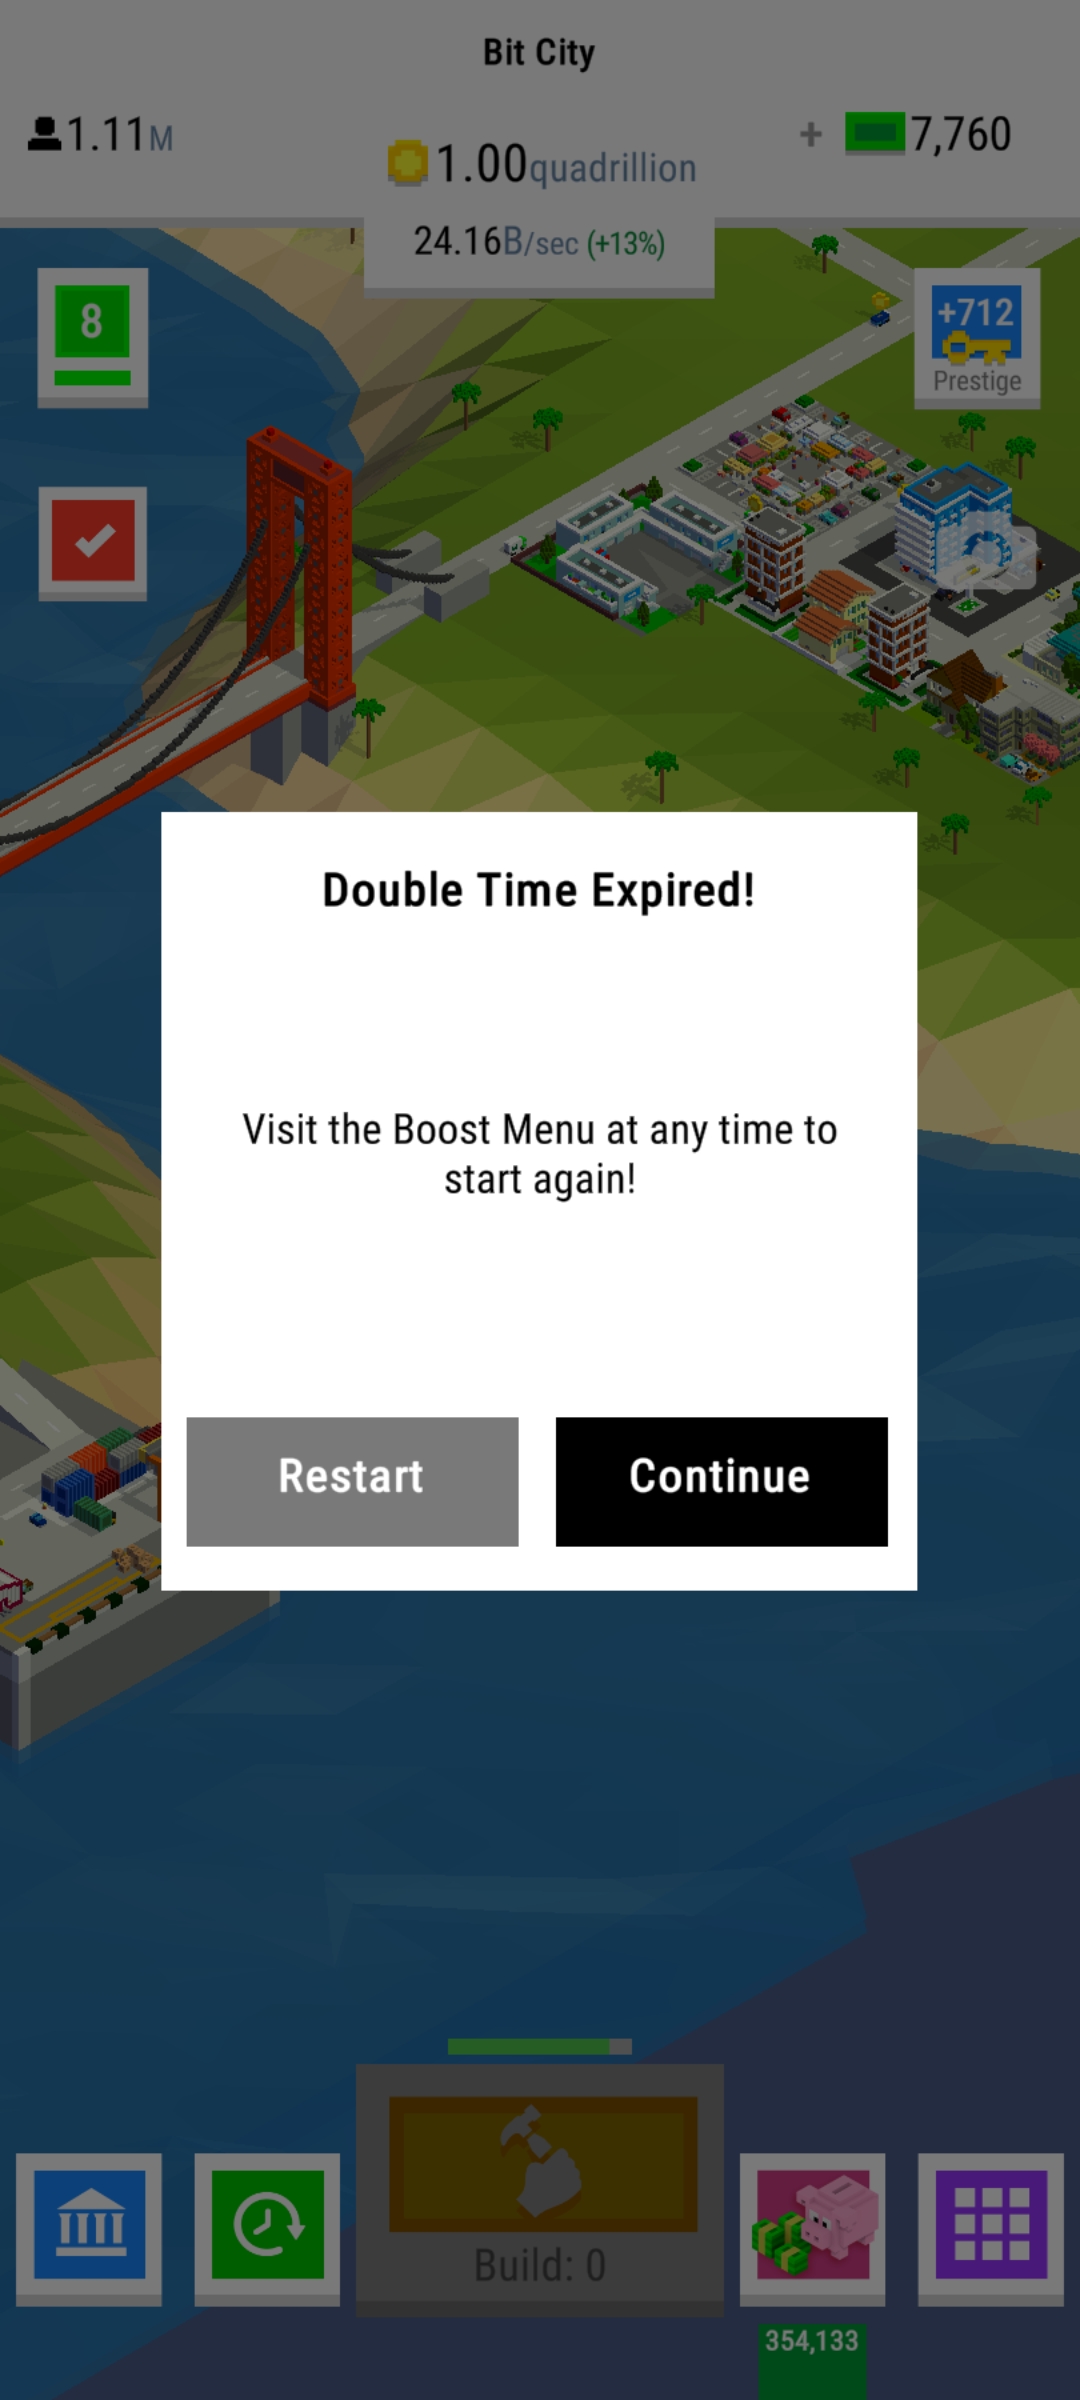 Bit City
1.11M
1.00quadrillion
+ 7,760
24.16B/sec (+13%)
8
+712
Prestige
Double Time Expired!
Visit the Boost Menu at any time to
start again!
Restart
Continue
Build: 0
354,133